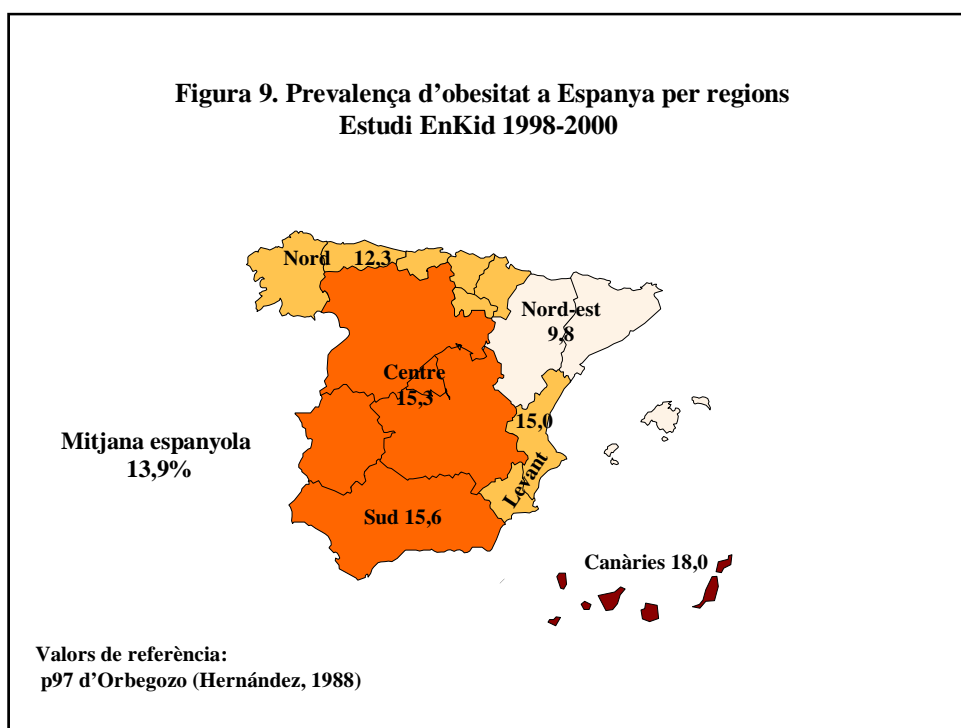 Figura 9. Prevalença d’obesitat a Espanya per regions
Estudi EnKid 1998-2000
Nord 12,3
Nord-est
9,8
Centre
15,3
15,0
Levant
Mitjana espanyola
13,9%
Sud 15,6
Canàries 18,0
Valors de referència:
p97 d’Orbegozo (Hernández, 1988)